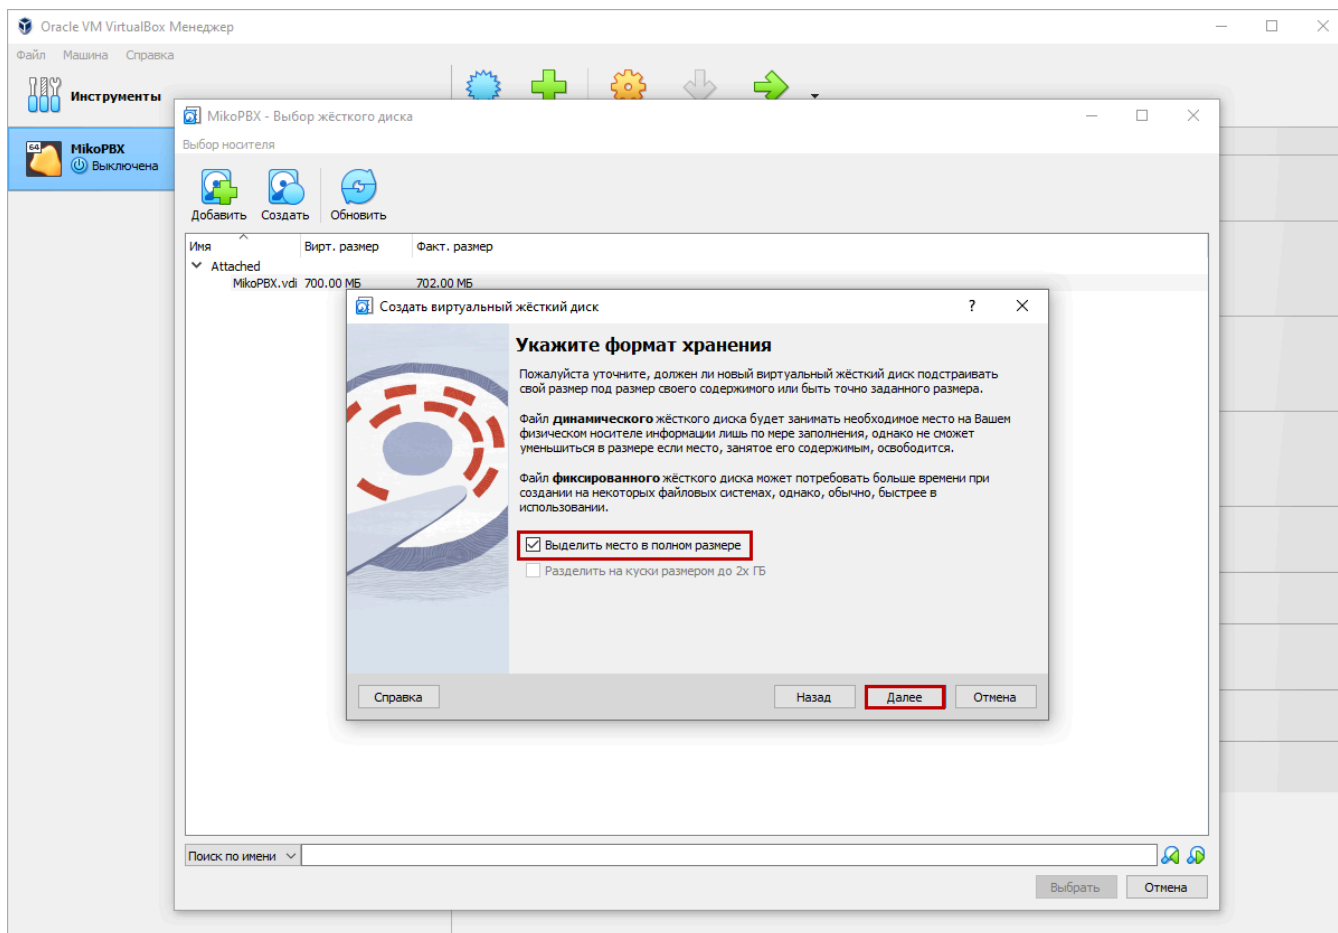 Oracle VM VirtualBox Менеджер
Файл Машина Справка
Инструменты
64
MikoPBX
Выключена
MikoPBX - Выбор жёсткого диска
Выбор носителя
Добавить Создать Обновить
Имя Вирт. размер Факт. размер
Attached
MikoPBX.vdi 700.00 МБ 702.00 МБ
Создать виртуальный жёсткий диск ?
Укажите формат хранения
Пожалуйста уточните, должен ли новый виртуальный жёсткий диск подстраивать
свой размер под размер своего содержимого или быть точно заданного размера.
Файл динамического жёсткого диска будет занимать необходимое место на Вашем
физическом носителе информации лишь по мере заполнения, однако не сможет
уменьшиться в размере если место, занятое его содержимым, освободится.
Файл фиксированного жёсткого диска может потребовать больше времени при
создании на некоторых файловых системах, однако, обычно, быстрее в
использовании.
Выделить место в полном размере
Разделить на куски размером до 2х ГБ
Справка Назад Далее Отмена
Поиск по имени
Выбрать Отмена